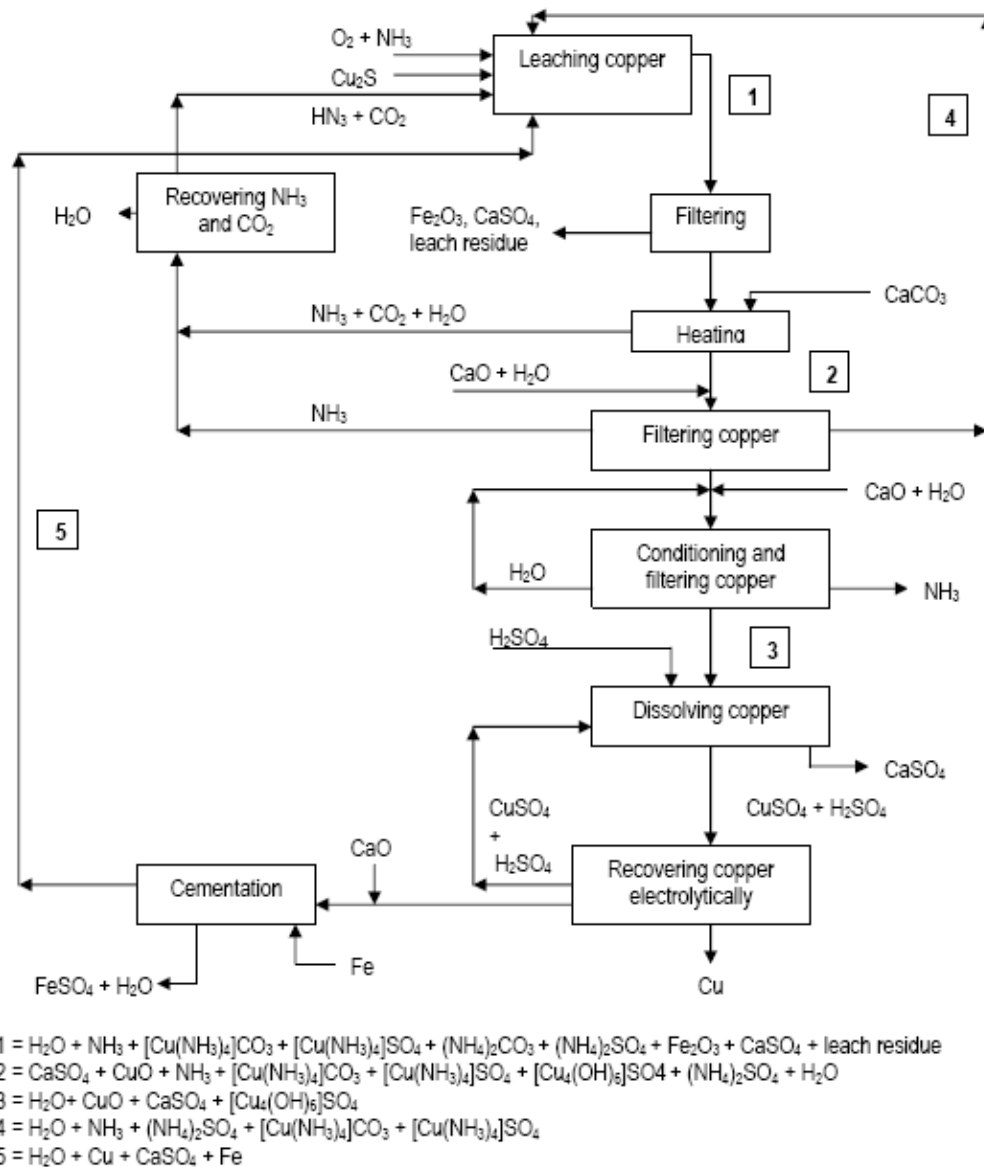 O₂ + NH₃
Cu₂S
HN₃ + CO₂
Leaching copper
1
4
Recovering NH₃
and CO₂
H₂O
Fe₂O₃, CaSO₄,
leach residue
Filtering
CaCO₃
NH₃ + CO₂ + H₂O
Heating
2
CaO + H₂O
NH₃
Filtering copper
CaO + H₂O
5
H₂O
Conditioning and
filtering copper
NH₃
H₂SO₄
3
Dissolving copper
CaSO₄
CuSO₄
+
H₂SO₄
CuSO₄ + H₂SO₄
CaO
Cementation
Recovering copper
electrolytically
Fe
FeSO₄ + H₂O
Cu
1 = H₂O + NH₃ + [Cu(NH₃)₄]CO₃ + [Cu(NH₃)₄]SO₄ + (NH₄)₂CO₃ + (NH₄)₂SO₄ + Fe₂O₃ + CaSO₄ + leach residue
2 = CaSO₄ + CuO + NH₃ + [Cu(NH₃)₄]CO₃ + [Cu(NH₃)₄]SO₄ + [Cu₄(OH)₆]SO4 + (NH₄)₂SO₄ + H₂O
3 = H₂O+ CuO + CaSO₄ + [Cu₄(OH)₆]SO₄
4 = H₂O + NH₃ + (NH₄)₂SO₄ + [Cu(NH₃)₄]CO₃ + [Cu(NH₃)₄]SO₄
5 = H₂O + Cu + CaSO₄ + Fe